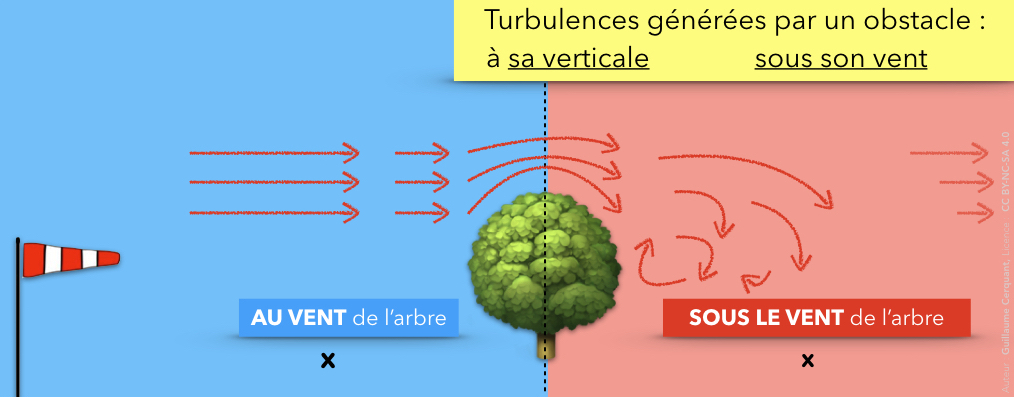 Turbulences générées par un obstacle :
à sa verticale sous son vent
AU VENT de l'arbre
SOUS LE VENT de l'arbre
x
x
Auteur : Guillaume Cerquant, Licence : CC BY-NC-SA 4.0